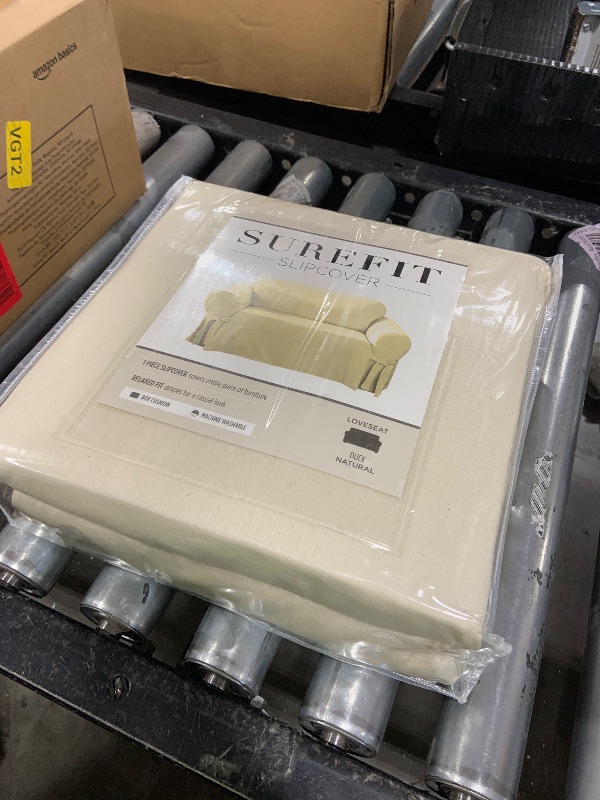 amazon basics
VGT2
SUREFIT
SLIPCOVER
1 PIECE SLIPCOVER covers entire piece of furniture
RELAXED FIT drapes for a casual look
BOX CUSHION
MACHINE WASHABLE
LOVESEAT
DUCK
NATURAL